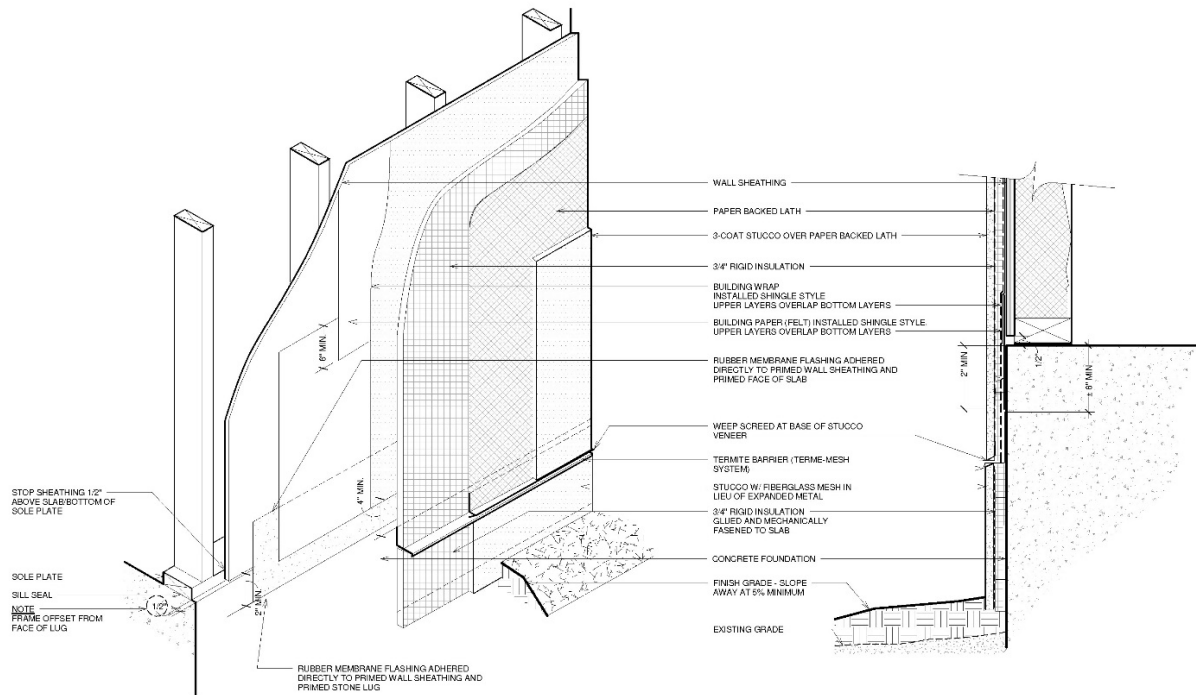 WALL SHEATHING
PAPER BACKED LATH
3-COAT STUCCO OVER PAPER BACKED LATH
3/4" RIGID INSULATION
BUILDING WRAP
INSTALLED SHINGLE STYLE
UPPER LAYERS OVERLAP BOTTOM LAYERS
BUILDING PAPER (FELT) INSTALLED SHINGLE STYLE.
UPPER LAYERS OVERLAP BOTTOM LAYERS
RUBBER MEMBRANE FLASHING ADHERED
DIRECTLY TO PRIMED WALL SHEATHING AND
PRIMED FACE OF SLAB
WEEP SCREED AT BASE OF STUCCO
VENEER
TERMITE BARRIER (TERME-MESH
SYSTEM)
STUCCO W/ FIBERGLASS MESH IN
LIEU OF EXPANDED METAL
3/4" RIGID INSULATION
GLUED AND MECHANICALLY
FASENED TO SLAB
CONCRETE FOUNDATION
FINISH GRADE - SLOPE
AWAY AT 5% MINIMUM
EXISTING GRADE
6" MIN.
4" MIN.
2" MIN.
STOP SHEATHING 1/2"
ABOVE SLAB/BOTTOM OF
SOLE PLATE
SOLE PLATE
SILL SEAL
NOTE
1/2"
FRAME OFFSET FROM
FACE OF LUG
RUBBER MEMBRANE FLASHING ADHERED
DIRECTLY TO PRIMED WALL SHEATHING AND
PRIMED STONE LUG
2" MIN.
1/2"
± 6" MIN.